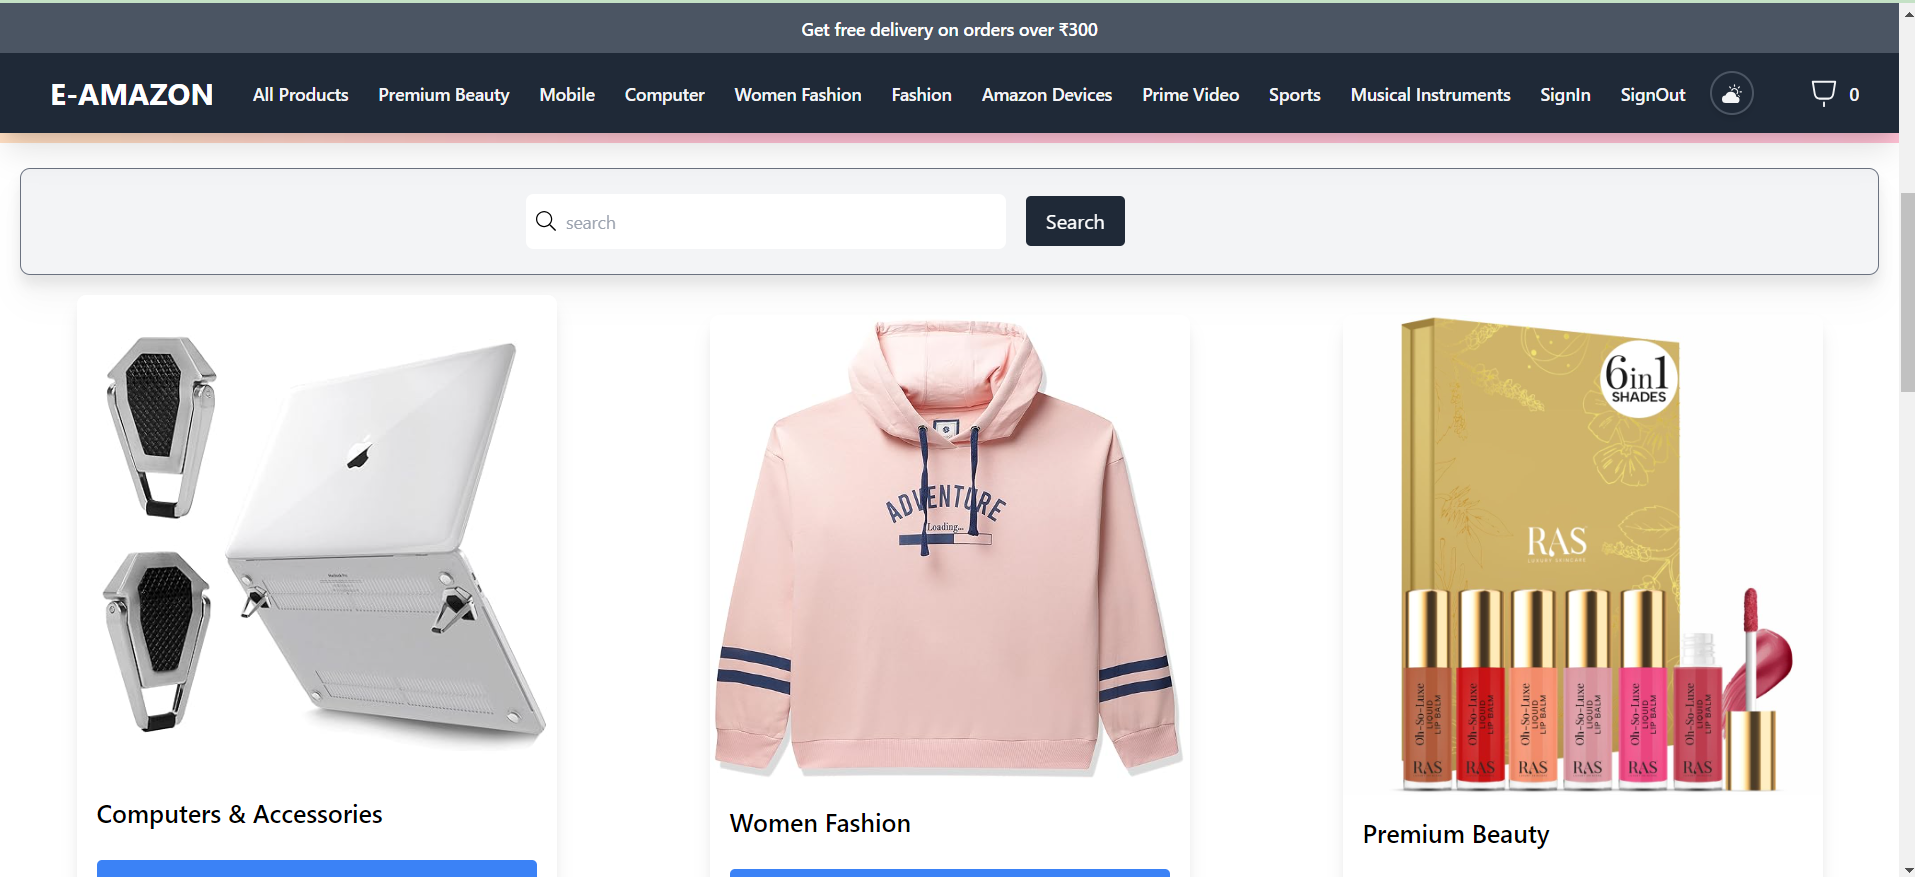 Get free delivery on orders over ₹300
E-AMAZON All Products Premium Beauty Mobile Computer Women Fashion Fashion Amazon Devices Prime Video Sports Musical Instruments SignIn SignOut 0
search Search
6in1
SHADES
ADVENTURE
Loading...
RAS
LUXURY SKINCARE
Oh-So-Luxe LIQUID LIP BALM
Oh-So-Luxe LIQUID LIP BALM
Oh-So-Luxe LIQUID LIP BALM
Oh-So-Luxe LIQUID LIP BALM
Oh-So-Luxe LIQUID LIP BALM
Oh-So-Luxe LIQUID LIP BALM
RAS RAS RAS RAS RAS RAS
Computers & Accessories
Women Fashion
Premium Beauty